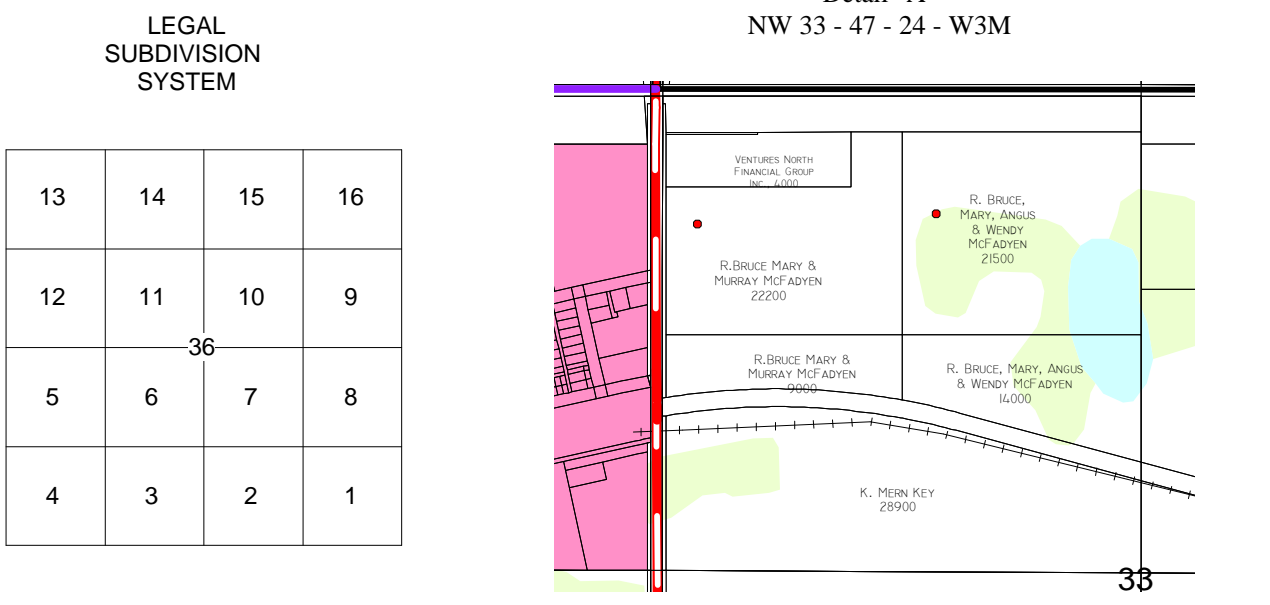 LEGAL
SUBDIVISION
SYSTEM
13 14 15 16
12 11 10 9
36
5 6 7 8
4 3 2 1
NW 33 - 47 - 24 - W3M
VENTURES NORTH
FINANCIAL GROUP
INC. 4000
R. BRUCE,
MARY, ANGUS
& WENDY
MCFADYEN
21500
R.BRUCE MARY &
MURRAY MCFADYEN
22200
R.BRUCE MARY &
MURRAY MCFADYEN
9000
R. BRUCE, MARY, ANGUS
& WENDY MCFADYEN
14000
K. MERN KEY
28900
33